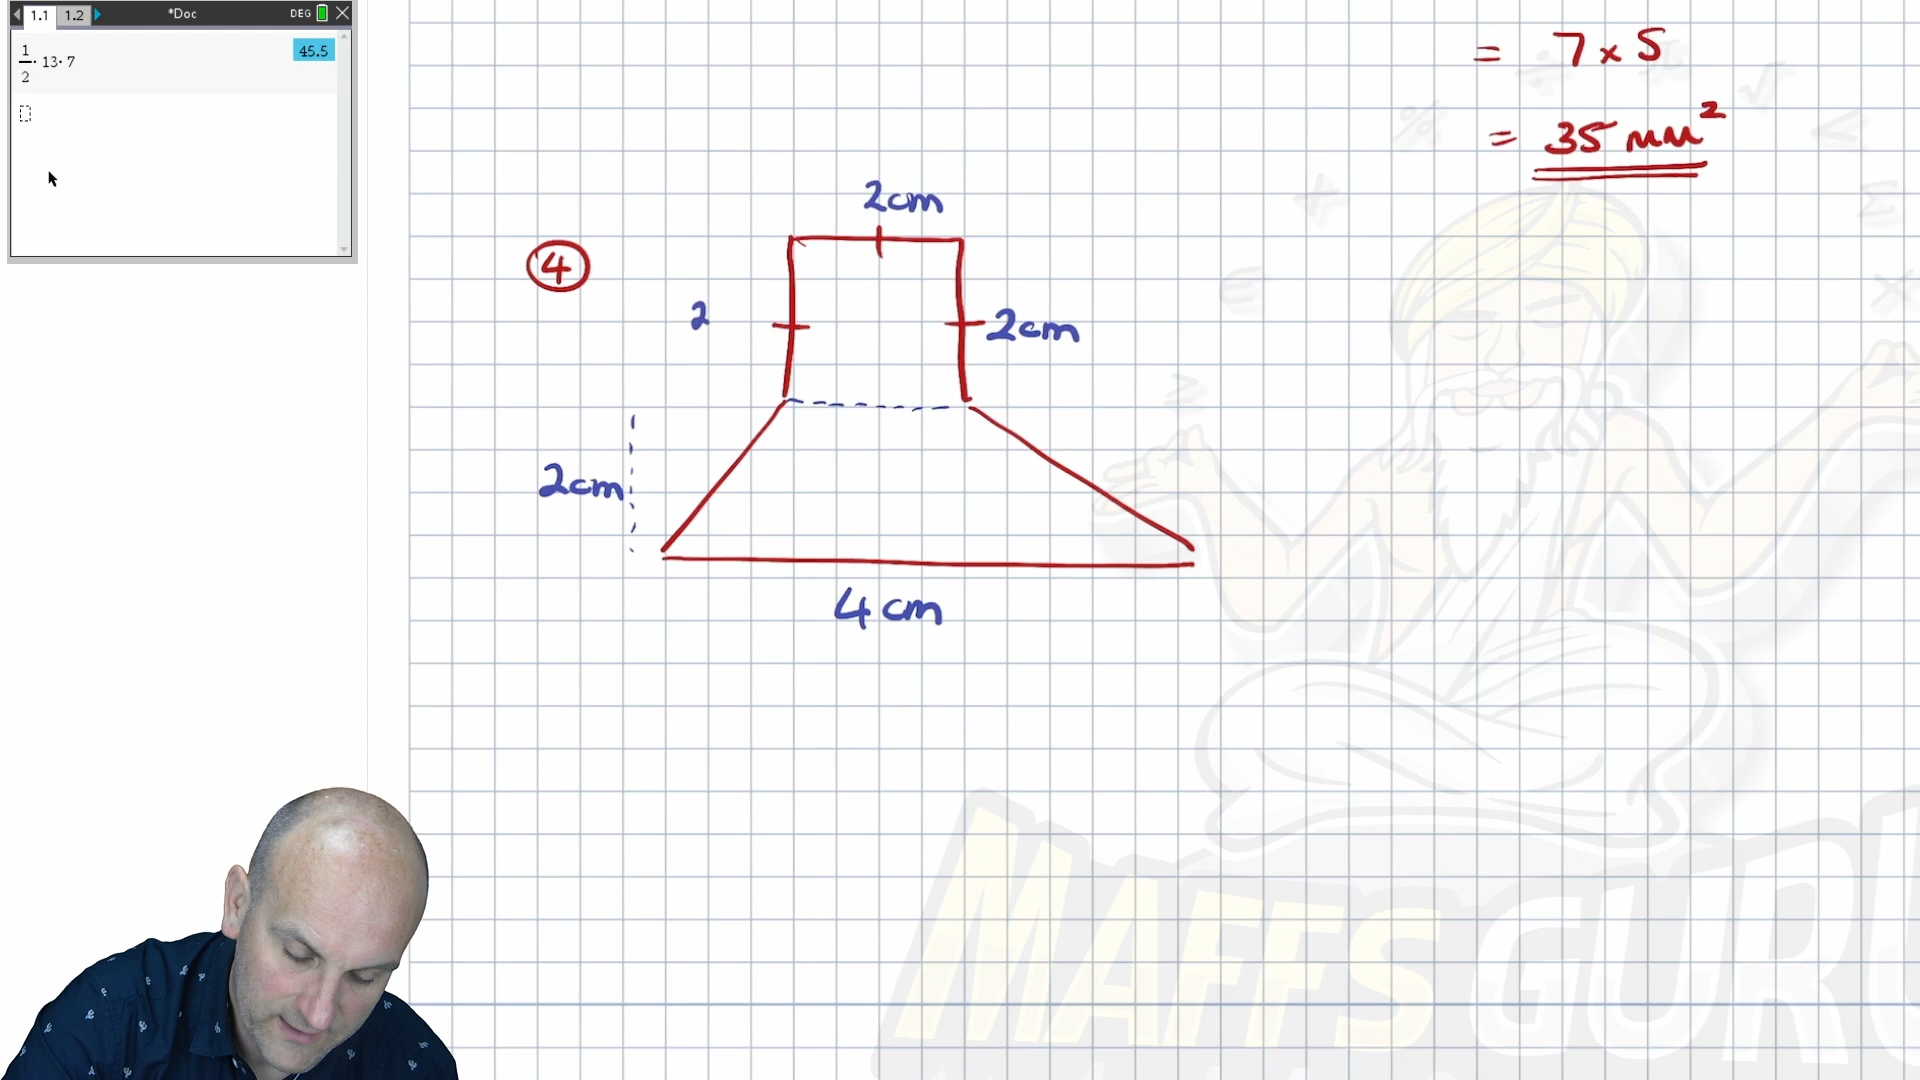 1.1 1.2 *Doc DEG
1/2·13·7 45.5
= 7 x 5
= 35 mm²
2cm
4
2
2cm
2cm
4 cm
MAFFS GURU